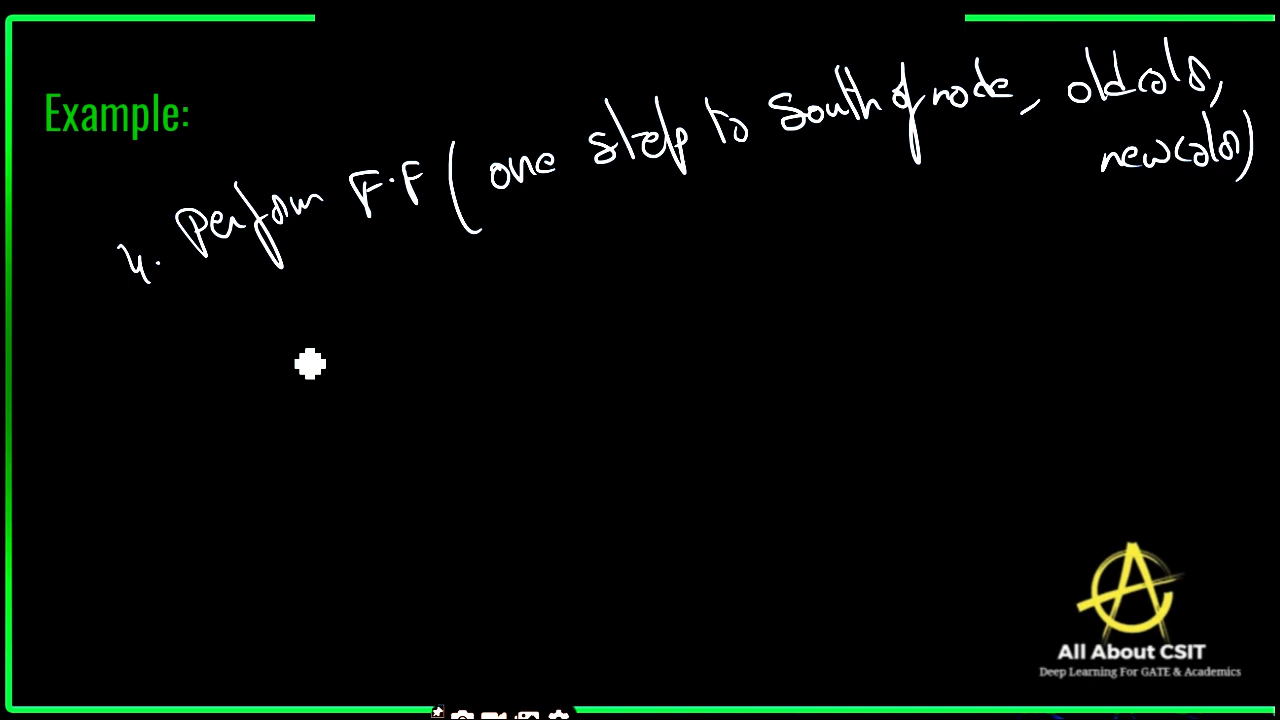 Example:
4. Perform F.F ( one step to South of node, oldcolor,
newcolor)
All About CSIT
Deep Learning For GATE & Academics